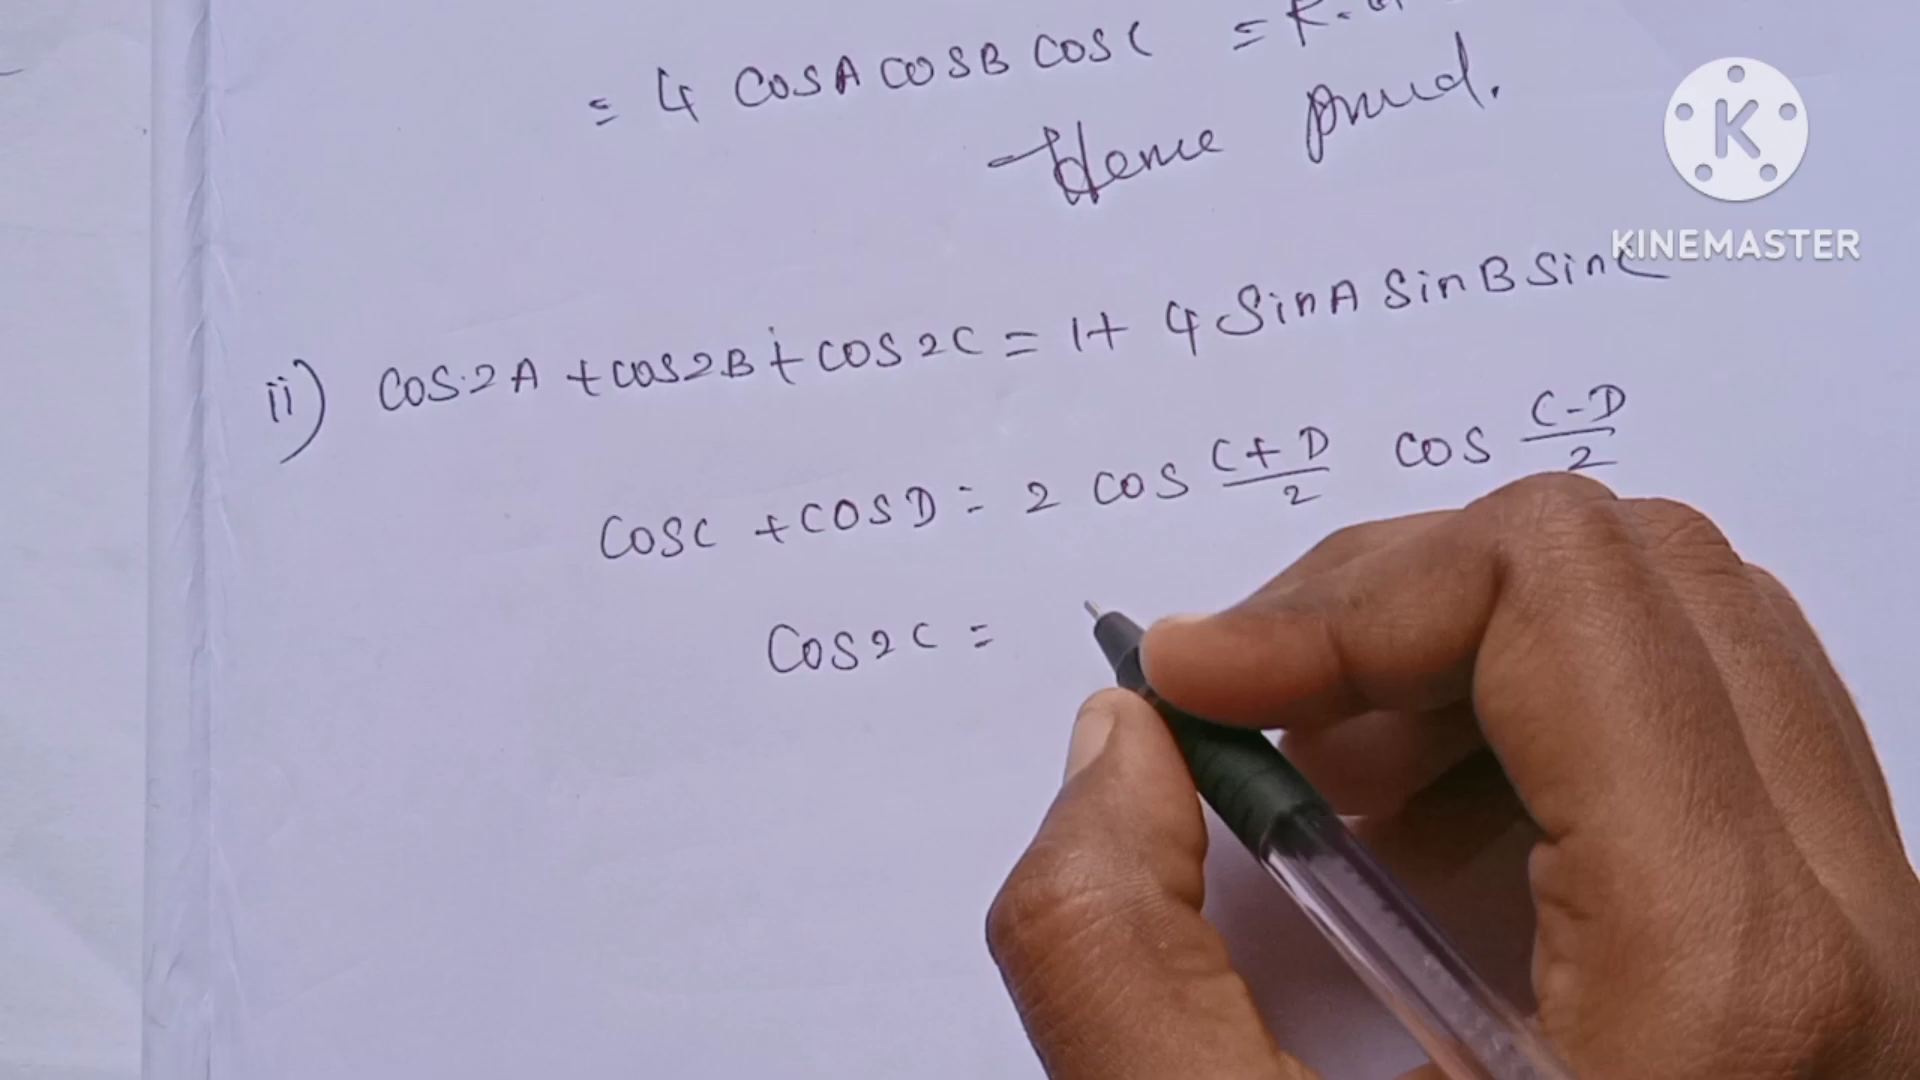 = 4 COSA COSB COSC = R.
Hence proved.
K
KINEMASTER
ii) COS2A + COS2B + COS2C = 1+ 4 SinA SinB SinC
COSC + COSD = 2 COS C+D/2 COS C-D/2
COS2C =